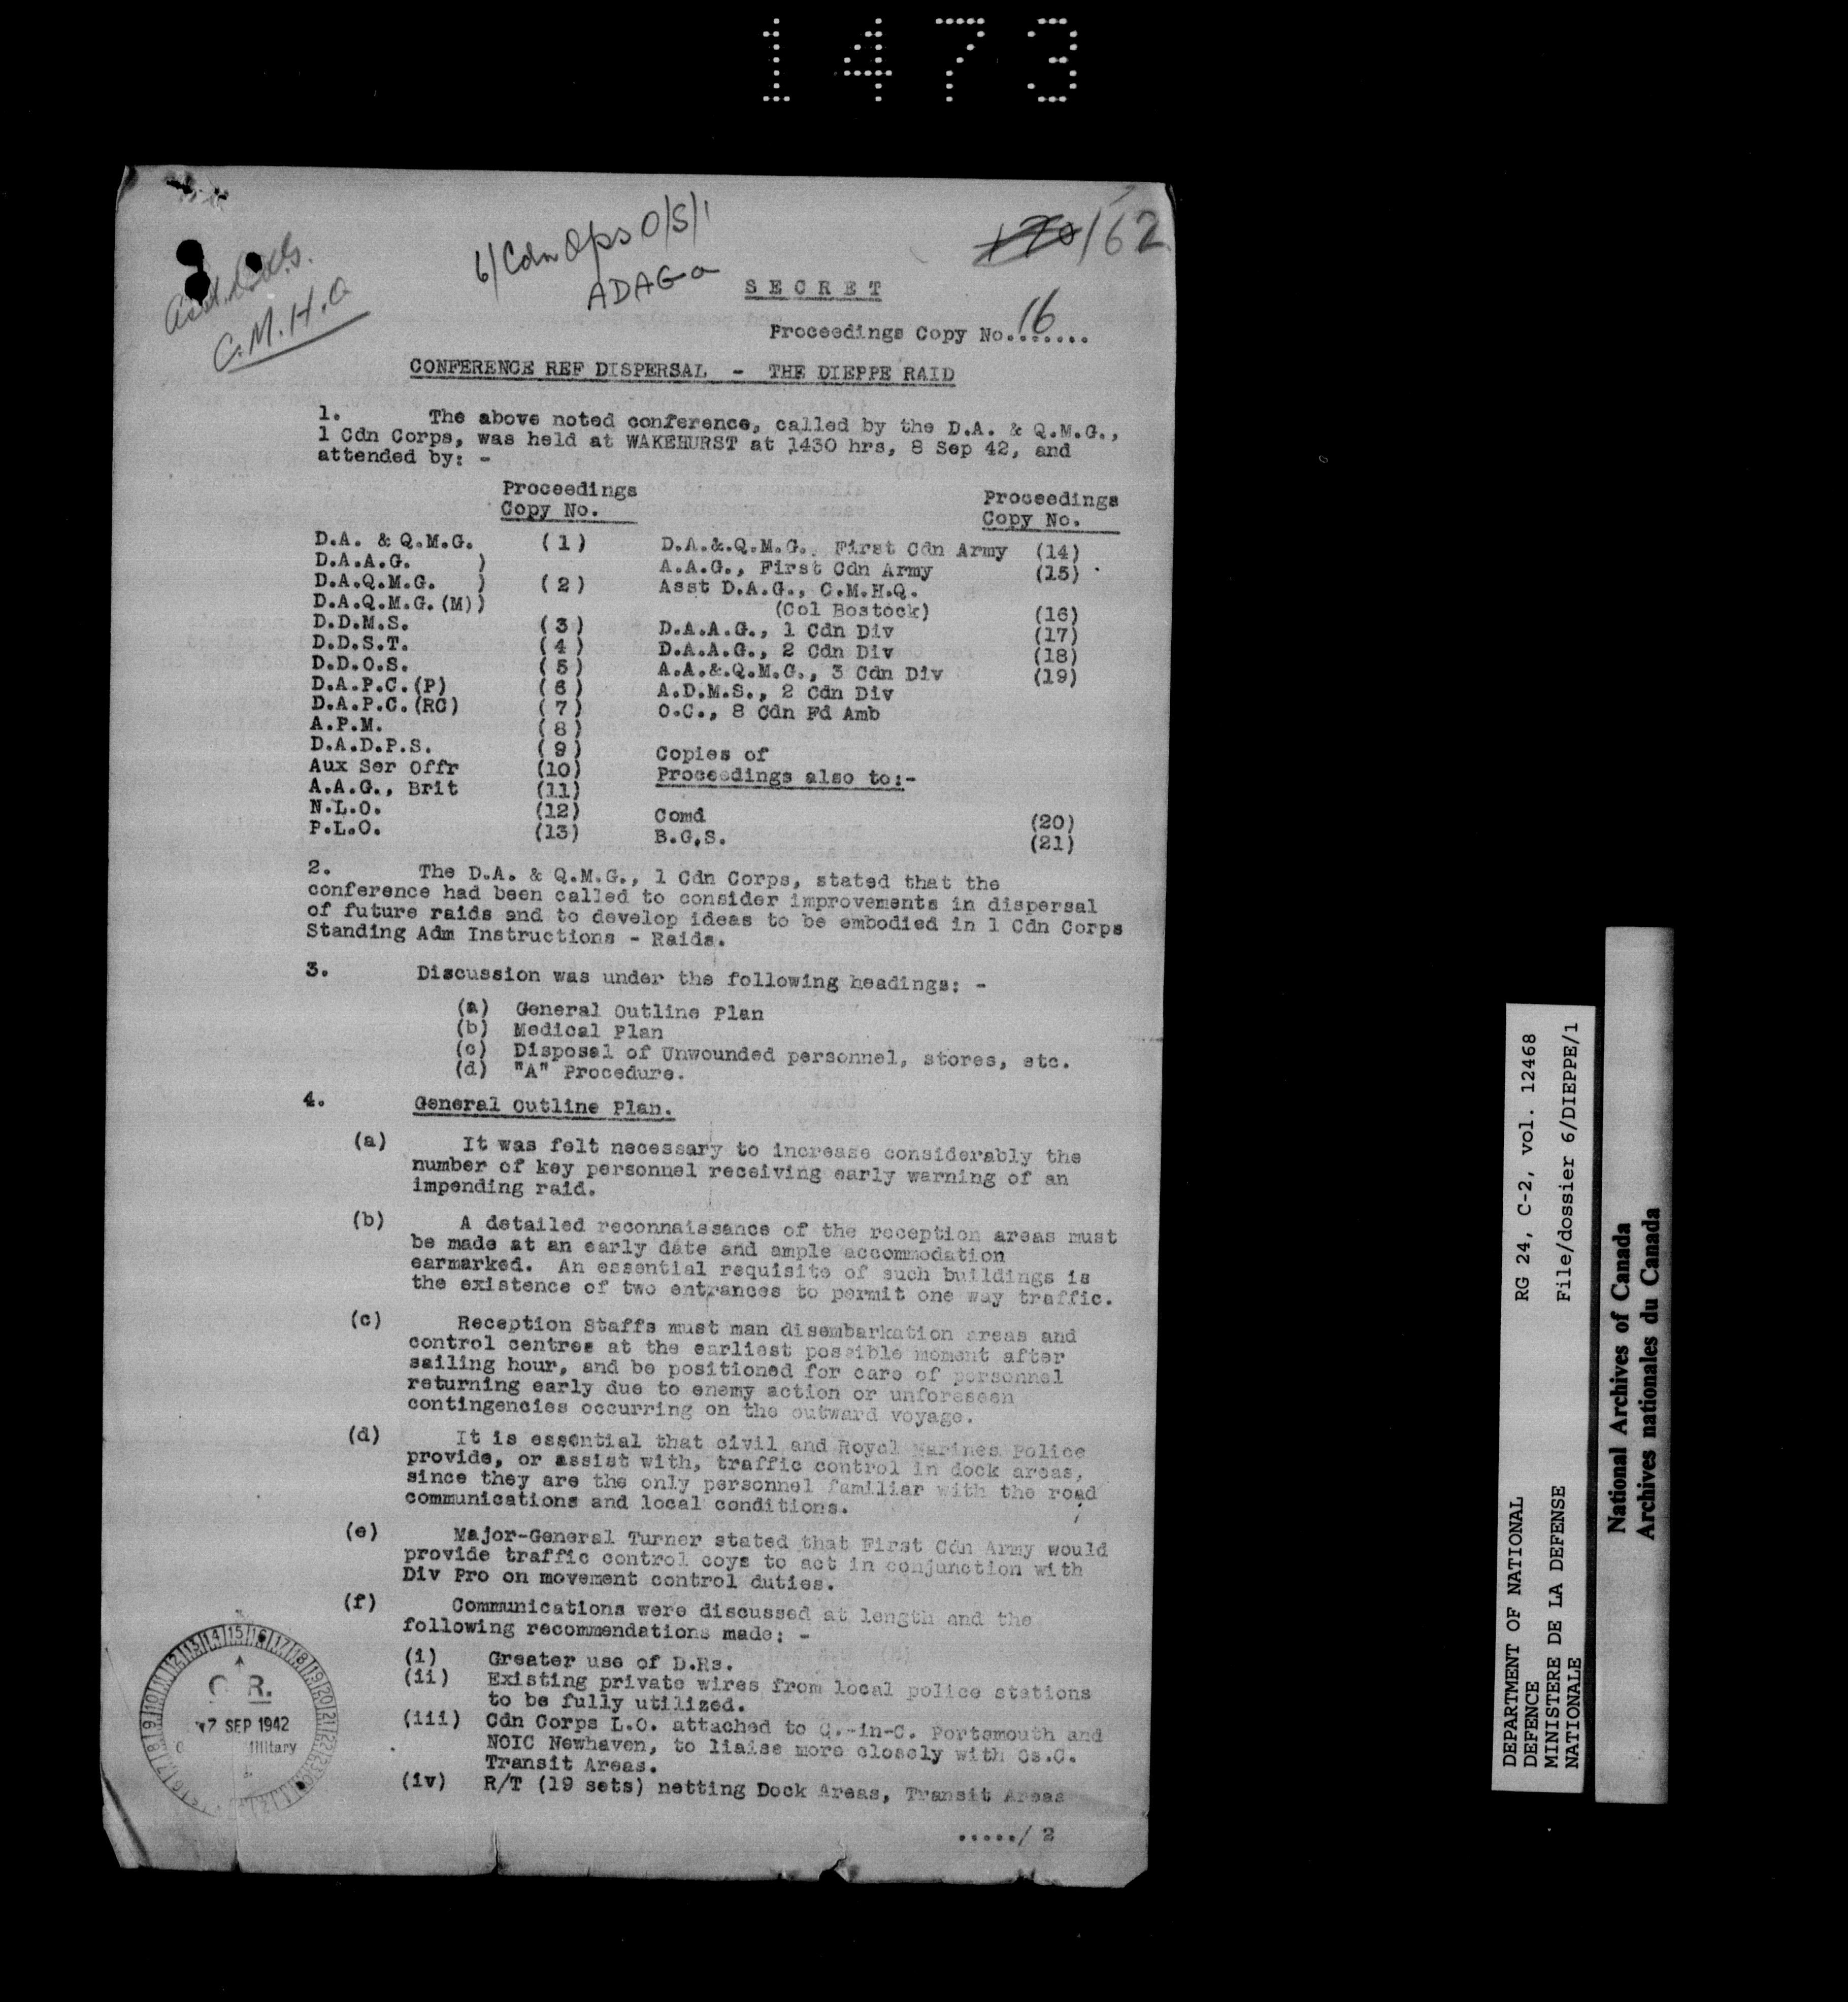 1473
170 162
6/Cdn Ops O/S/1
ADAG a
C.M.H.Q
SECRET
Proceedings Copy No. 16.......
CONFERENCE REF DISPERSAL - THE DIEPPE RAID
1. The above noted conference, called by the D.A. & Q.M.G.,
1 Cdn Corps, was held at WAKEHURST at 1430 hrs, 8 Sep 42, and
attended by: -
Proceedings Proceedings
Copy No. Copy No.
D.A. & Q.M.G. (1) D.A.&.Q.M.G., First Cdn Army (14)
D.A.A.G. ) A.A.G., First Cdn Army (15)
D.A.Q.M.G. ) (2) Asst D.A.G., C.M.H.Q.
D.A.Q.M.G.(M)) (Col Bostock) (16)
D.D.M.S. (3) D.A.A.G., 1 Cdn Div (17)
D.D.S.T. (4) D.A.A.G., 2 Cdn Div (18)
D.D.O.S. (5) A.A.&.Q.M.G., 3 Cdn Div (19)
D.A.P.C.(P) (6) A.D.M.S., 2 Cdn Div
D.A.P.C.(RC) (7) O.C., 8 Cdn Fd Amb
A.P.M. (8)
D.A.D.P.S. (9) Copies of
Aux Ser Offr (10) Proceedings also to:-
A.A.G., Brit (11)
N.L.O. (12) Comd (20)
P.L.O. (13) B.G.S. (21)
2. The D.A. & Q.M.G., 1 Cdn Corps, stated that the
conference had been called to consider improvements in dispersal
of future raids and to develop ideas to be embodied in 1 Cdn Corps
Standing Adm Instructions - Raids.
3. Discussion was under the following headings: -
(a) General Outline Plan
(b) Medical Plan
(c) Disposal of Unwounded personnel, stores, etc.
(d) "A" Procedure.
4. General Outline Plan.
(a) It was felt necessary to increase considerably the
number of key personnel receiving early warning of an
impending raid.
(b) A detailed reconnaissance of the reception areas must
be made at an early date and ample accommodation
earmarked. An essential requisite of such buildings is
the existence of two entrances to permit one way traffic.
(c) Reception Staffs must man disembarkation areas and
control centres at the earliest possible moment after
sailing hour, and be positioned for care of personnel
returning early due to enemy action or unforeseen
contingencies occurring on the outward voyage.
(d) It is essential that civil and Royal Marines Police
provide, or assist with, traffic control in dock areas,
since they are the only personnel familiar with the road
communications and local conditions.
(e) Major-General Turner stated that First Cdn Army would
provide traffic control coys to act in conjunction with
Div Pro on movement control duties.
(f) Communications were discussed at length and the
following recommendations made: -
(i) Greater use of D.Rs.
(ii) Existing private wires from local police stations
to be fully utilized.
(iii) Cdn Corps L.O. attached to C.-in-C. Portsmouth and
NOIC Newhaven, to liaise more closely with Cs.C.
Transit Areas.
(iv) R/T (19 sets) netting Dock Areas, Transit Areas
...../ 2
R.
17 SEP 1942
Military
DEPARTMENT OF NATIONAL RG 24, C-2, vol. 12468
DEFENCE
MINISTERE DE LA DEFENSE File/dossier 6/DIEPPE/1
NATIONALE
National Archives of Canada
Archives nationales du Canada